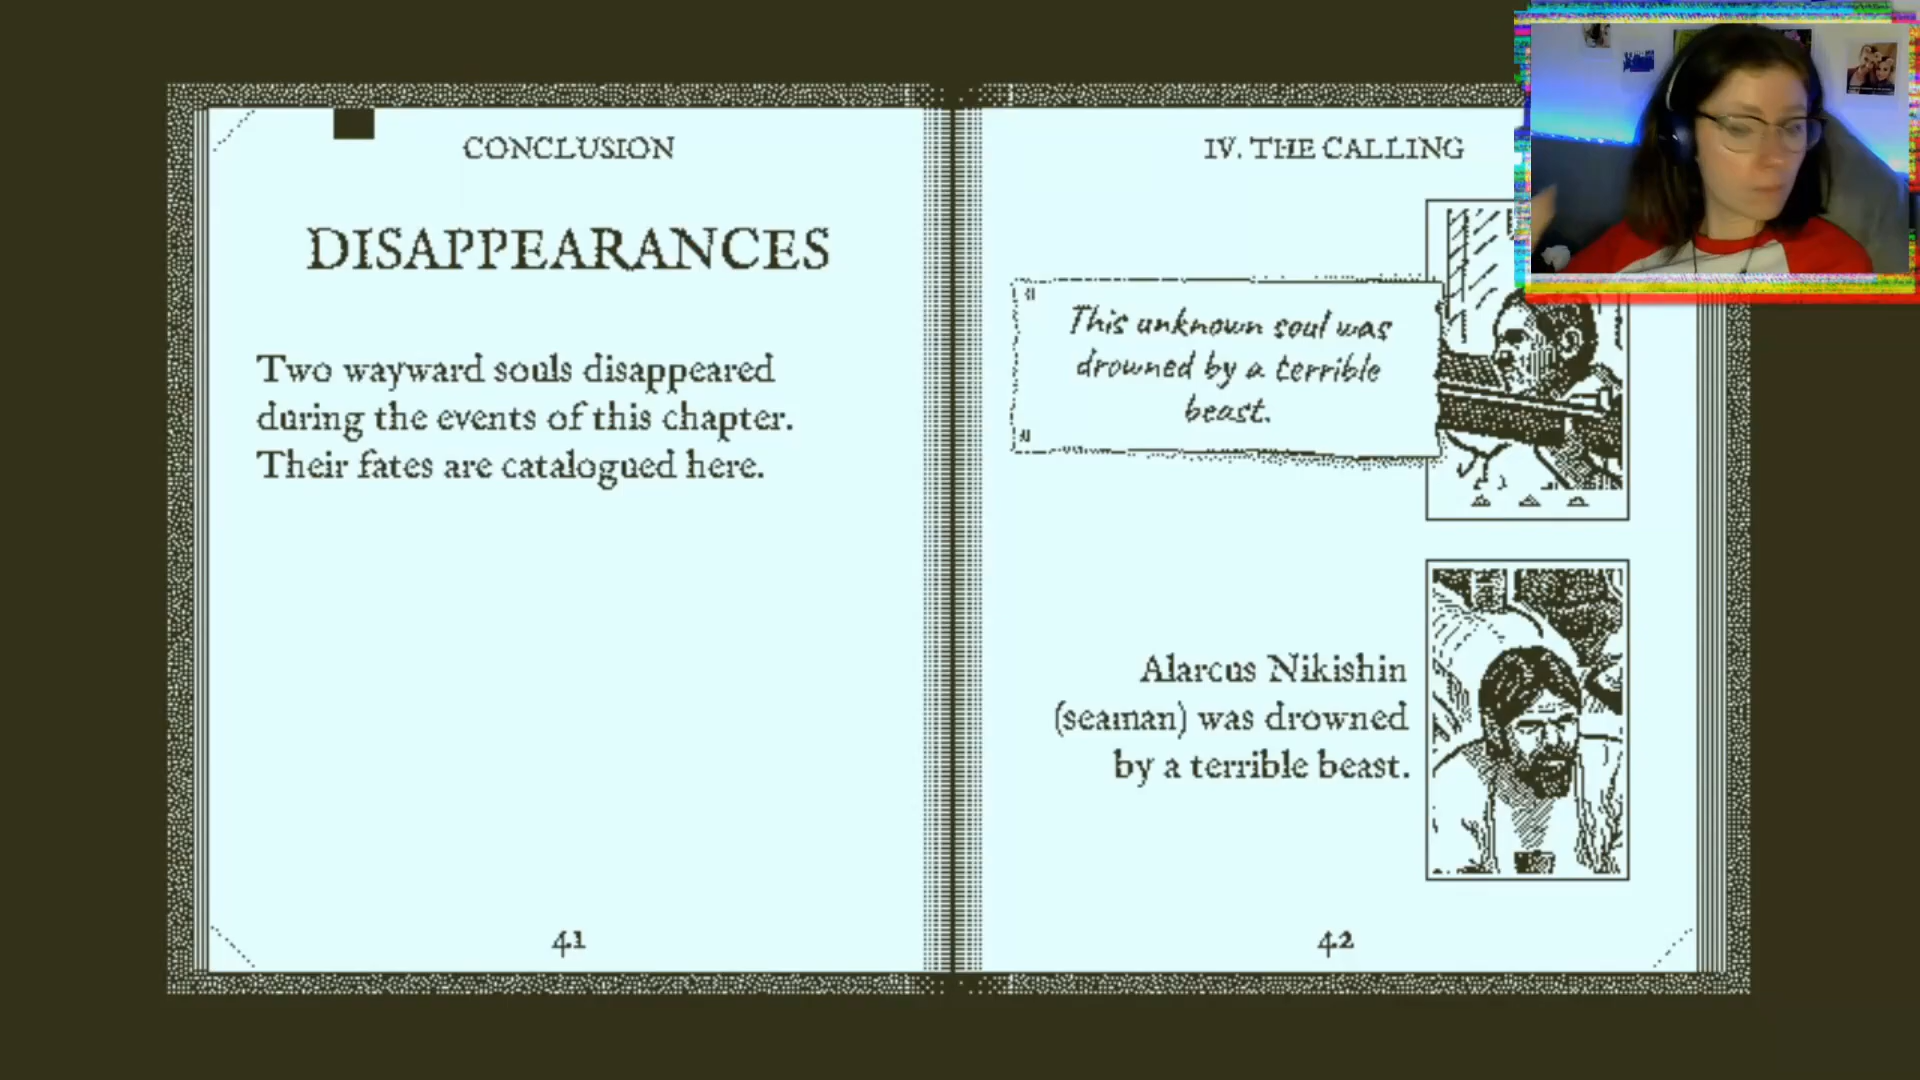 CONCLUSION
DISAPPEARANCES
Two wayward souls disappeared
during the events of this chapter.
Their fates are catalogued here.
41
IV. THE CALLING
This unknown soul was
drowned by a terrible
beast.
Alarcus Nikishin
(seaman) was drowned
by a terrible beast.
42